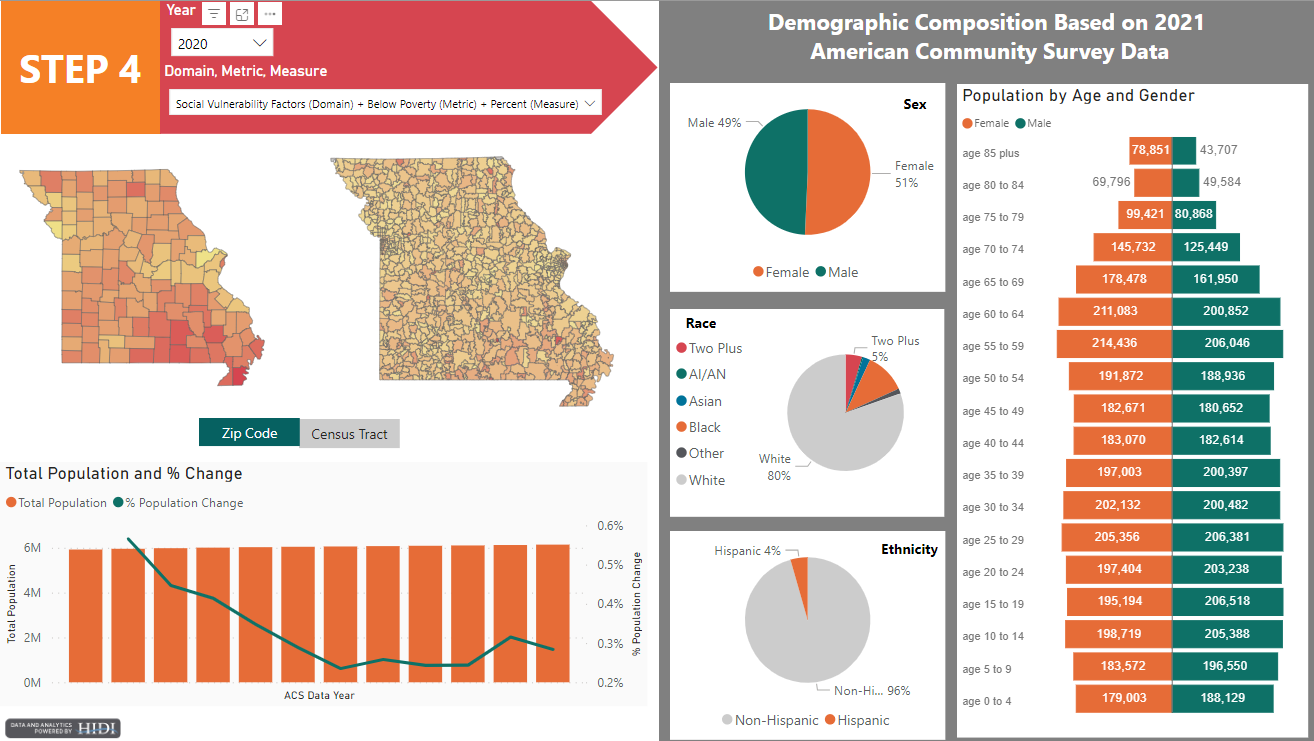 Year
2020
STEP 4
Domain, Metric, Measure
Social Vulnerability Factors (Domain) + Below Poverty (Metric) + Percent (Measure)
Zip Code
Census Tract
Total Population and % Change
Total Population
% Population Change
6M
4M
2M
0M
Total Population
0.6%
0.5%
0.4%
0.3%
0.2%
% Population Change
ACS Data Year
DATA AND ANALYTICS
POWERED BY
HIDI
Demographic Composition Based on 2021
American Community Survey Data
Sex
Male 49%
Female
51%
Female
Male
Race
Two Plus
AI/AN
Asian
Black
Other
White
Two Plus
5%
White
80%
Ethnicity
Hispanic 4%
Non-Hi... 96%
Non-Hispanic
Hispanic
Population by Age and Gender
Female
Male
age 85 plus 78,851 43,707
age 80 to 84 69,796 49,584
age 75 to 79 99,421 80,868
age 70 to 74 145,732 125,449
age 65 to 69 178,478 161,950
age 60 to 64 211,083 200,852
age 55 to 59 214,436 206,046
age 50 to 54 191,872 188,936
age 45 to 49 182,671 180,652
age 40 to 44 183,070 182,614
age 35 to 39 197,003 200,397
age 30 to 34 202,132 200,482
age 25 to 29 205,356 206,381
age 20 to 24 197,404 203,238
age 15 to 19 195,194 206,518
age 10 to 14 198,719 205,388
age 5 to 9 183,572 196,550
age 0 to 4 179,003 188,129